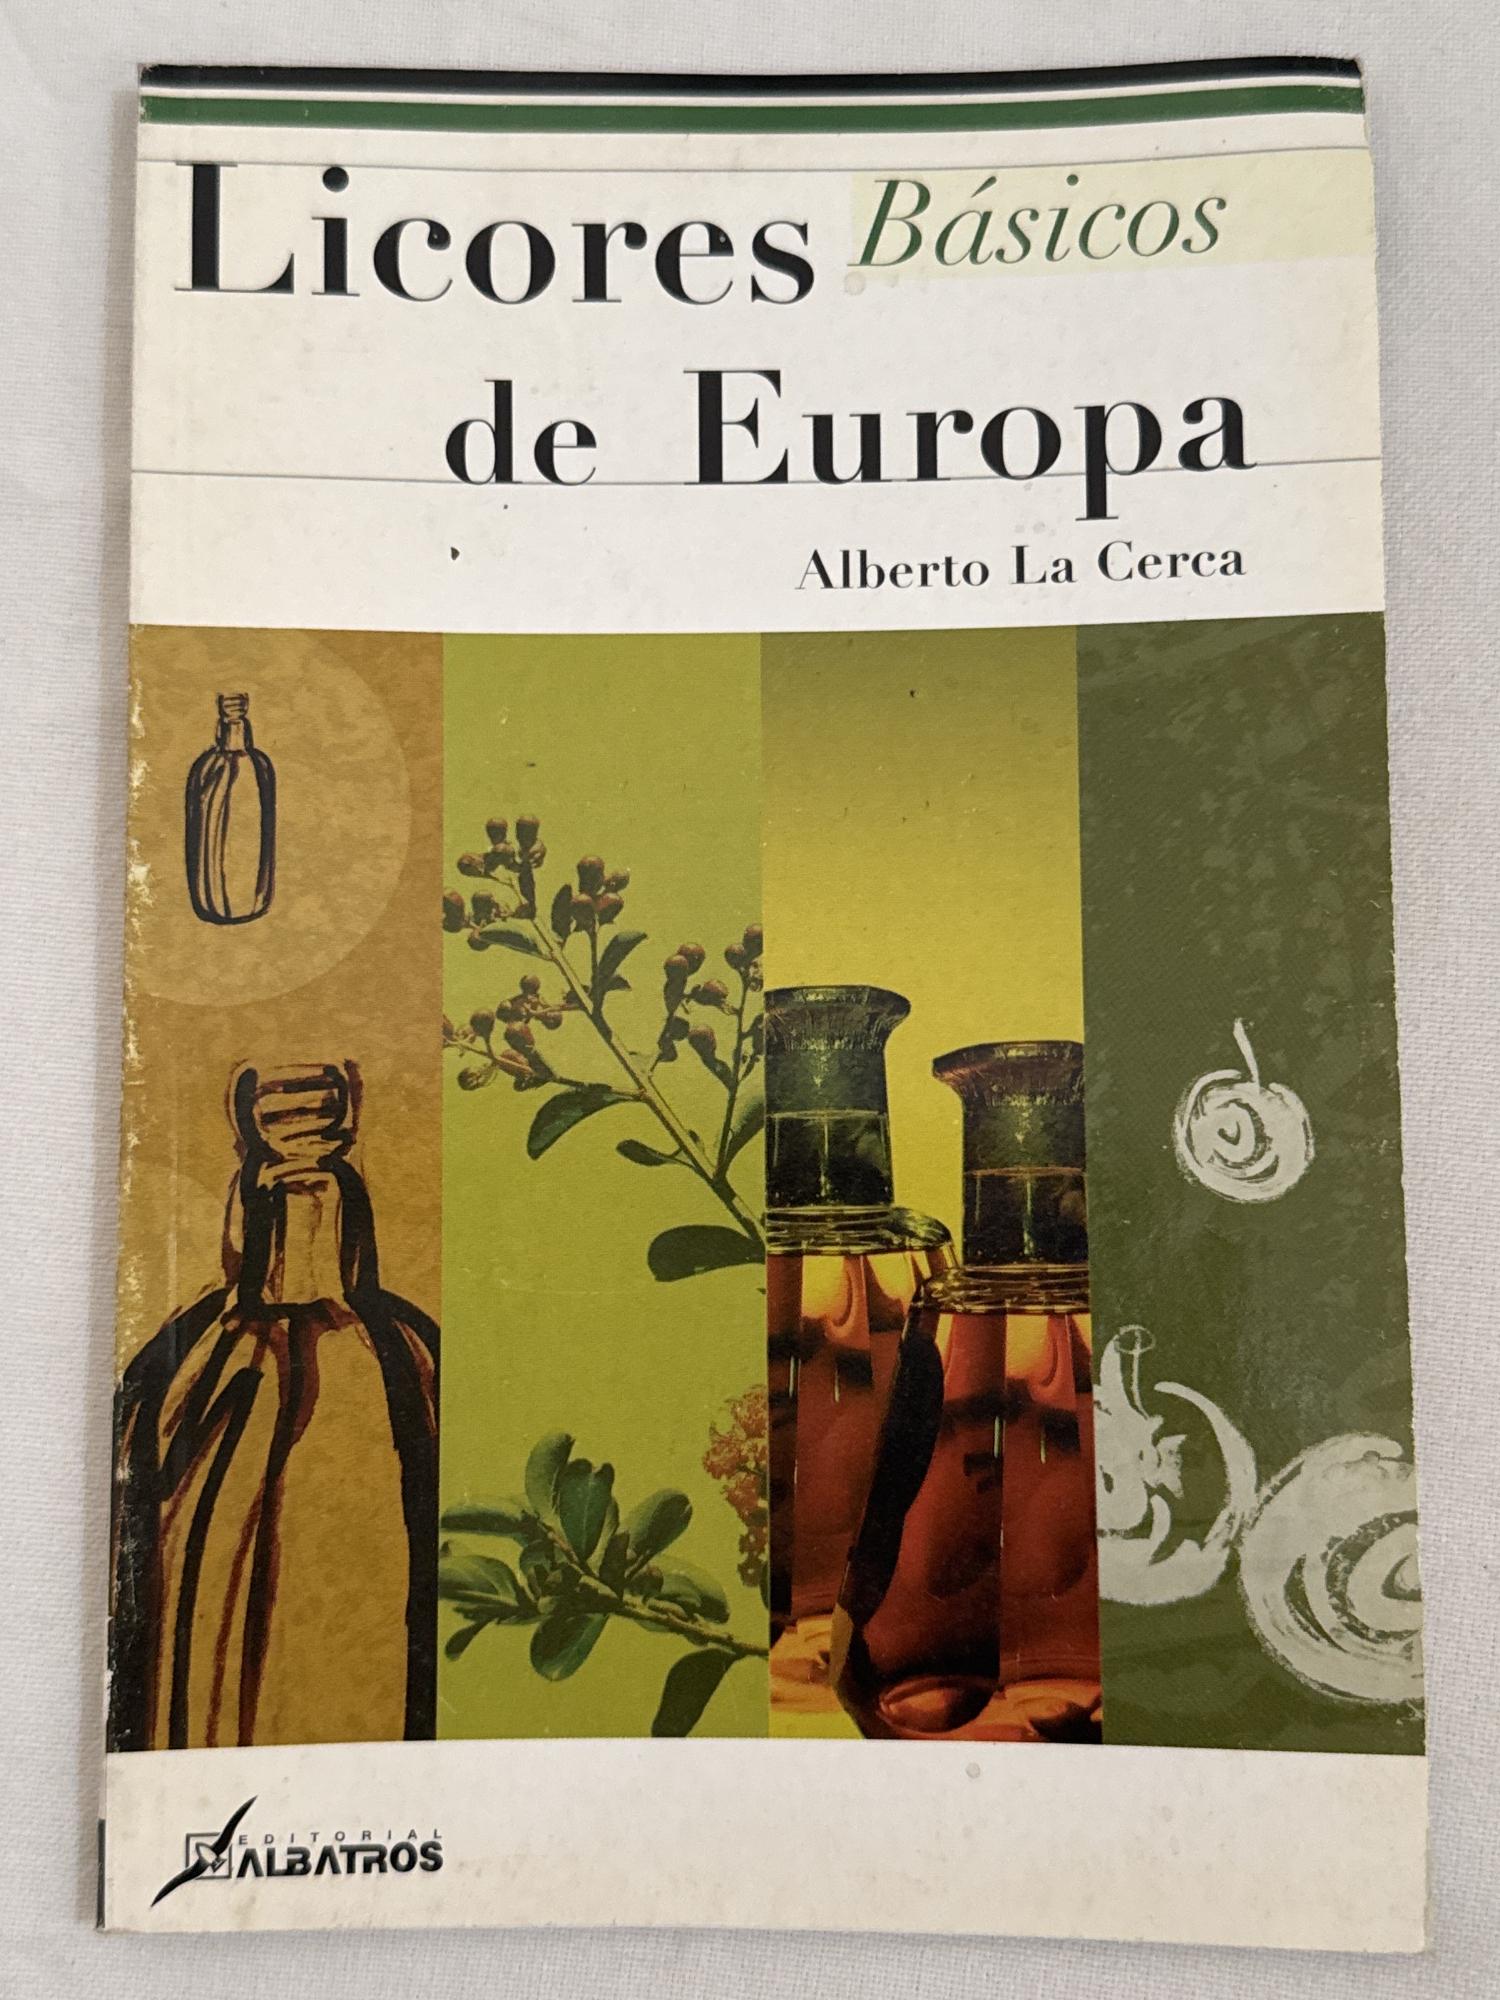 Licores Básicos
de Europa
Alberto La Cerca
EDITORIAL
ALBATROS